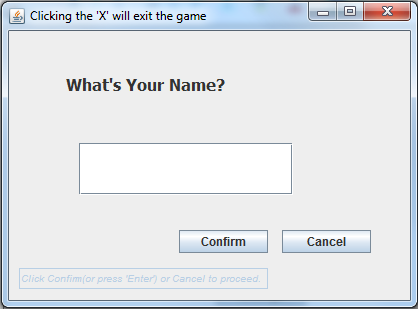 Clicking the 'X' will exit the game
What's Your Name?
Confirm
Cancel
Click Confirm(or press 'Enter') or Cancel to proceed.